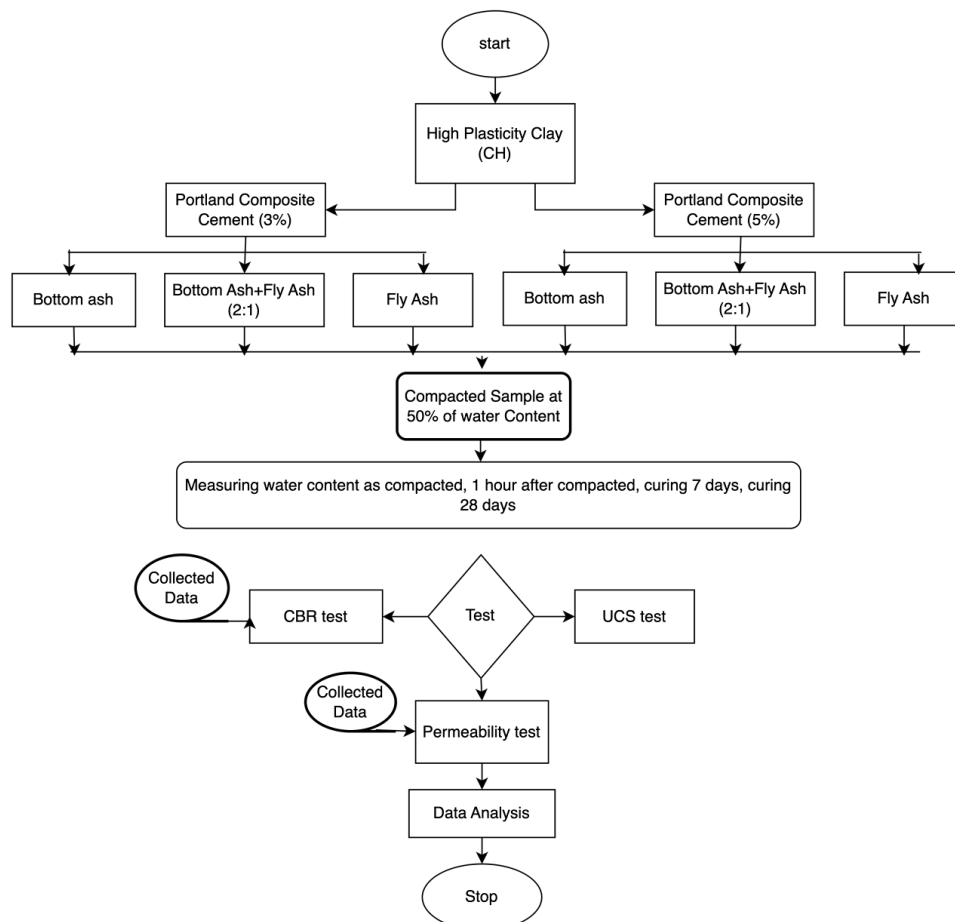 start
High Plasticity Clay
(CH)
Portland Composite
Cement (3%)
Portland Composite
Cement (5%)
Bottom ash
Bottom Ash+Fly Ash
(2:1)
Fly Ash
Bottom ash
Bottom Ash+Fly Ash
(2:1)
Fly Ash
Compacted Sample at
50% of water Content
Measuring water content as compacted, 1 hour after compacted, curing 7 days, curing
28 days
Collected
Data
CBR test
Test
UCS test
Collected
Data
Permeability test
Data Analysis
Stop